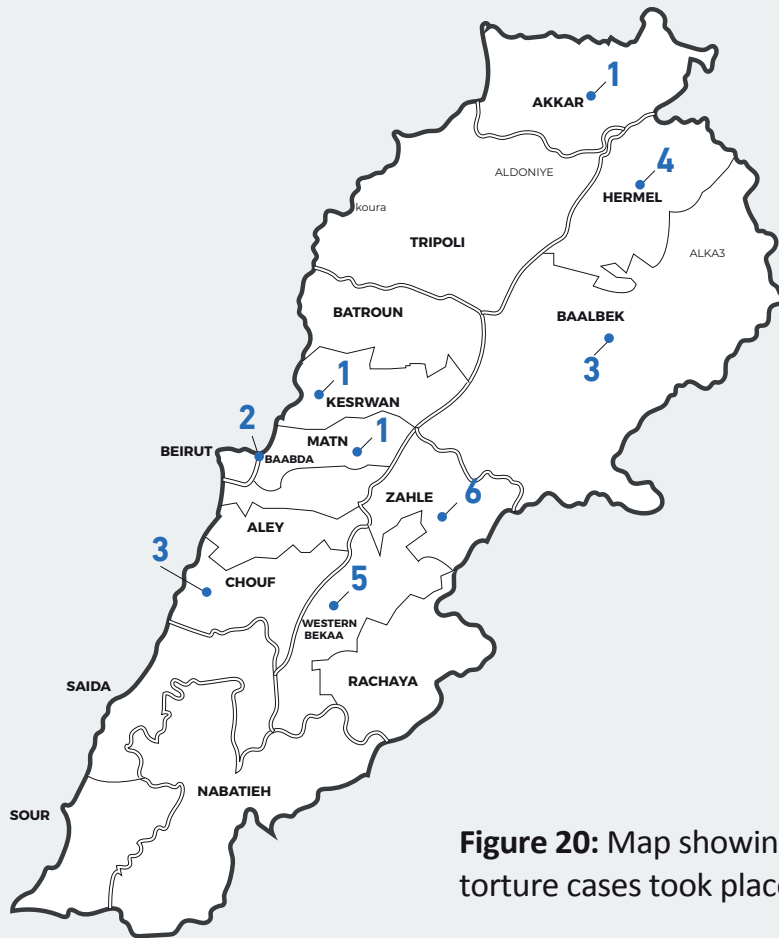 1
AKKAR
ALDONIYE
4
HERMEL
koura
TRIPOLI
ALKA3
BATROUN
BAALBEK
3
1
KESRWAN
2
MATN
1
BEIRUT
BAABDA
ZAHLE
6
ALEY
3
CHOUF
5
WESTERN
BEKAA
RACHAYA
SAIDA
NABATIEH
SOUR
Figure 20: Map showin
torture cases took place